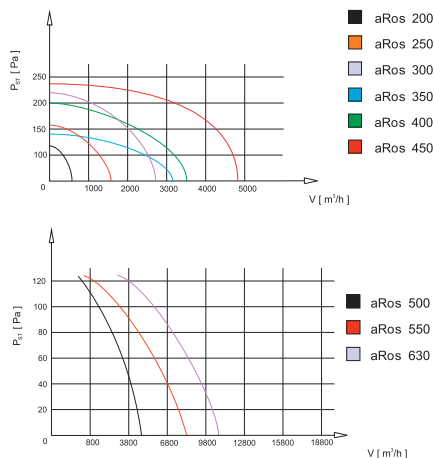 aRos 200
aRos 250
aRos 300
aRos 350
aRos 400
aRos 450
P_ST [ Pa ]
250
200
150
100
0
1000 2000 3000 4000 5000
V [ m³/h ]
P_ST [ Pa ]
120
100
80
60
40
20
0
800 3800 6800 9800 12800 15800 18800
V [ m³/h ]
aRos 500
aRos 550
aRos 630